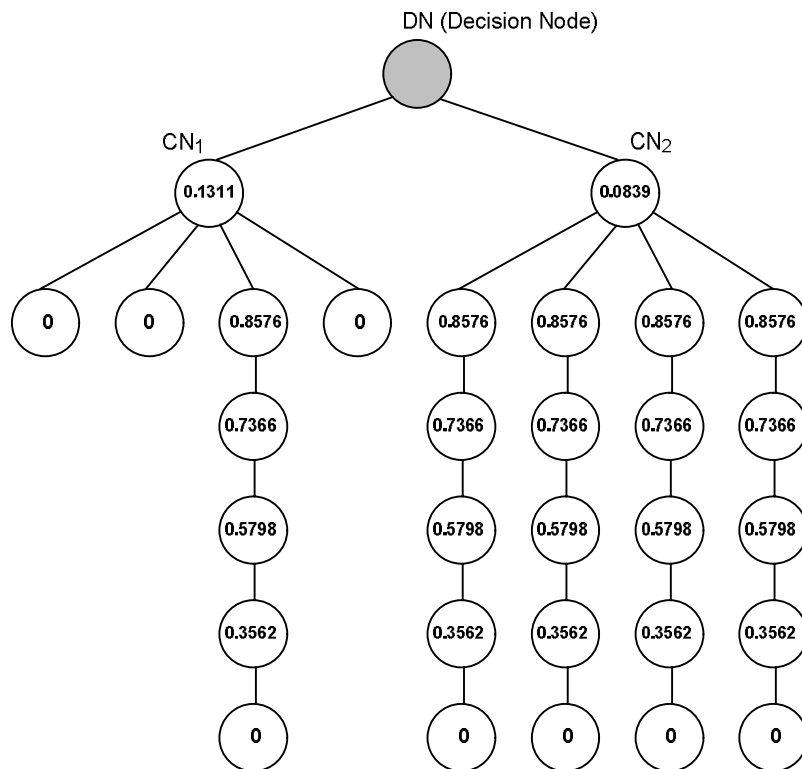 DN (Decision Node)
CN₁ CN₂
0.1311 0.0839
0 0 0.8576 0 0.8576 0.8576 0.8576 0.8576
0.7366 0.7366 0.7366 0.7366 0.7366
0.5798 0.5798 0.5798 0.5798 0.5798
0.3562 0.3562 0.3562 0.3562 0.3562
0 0 0 0 0